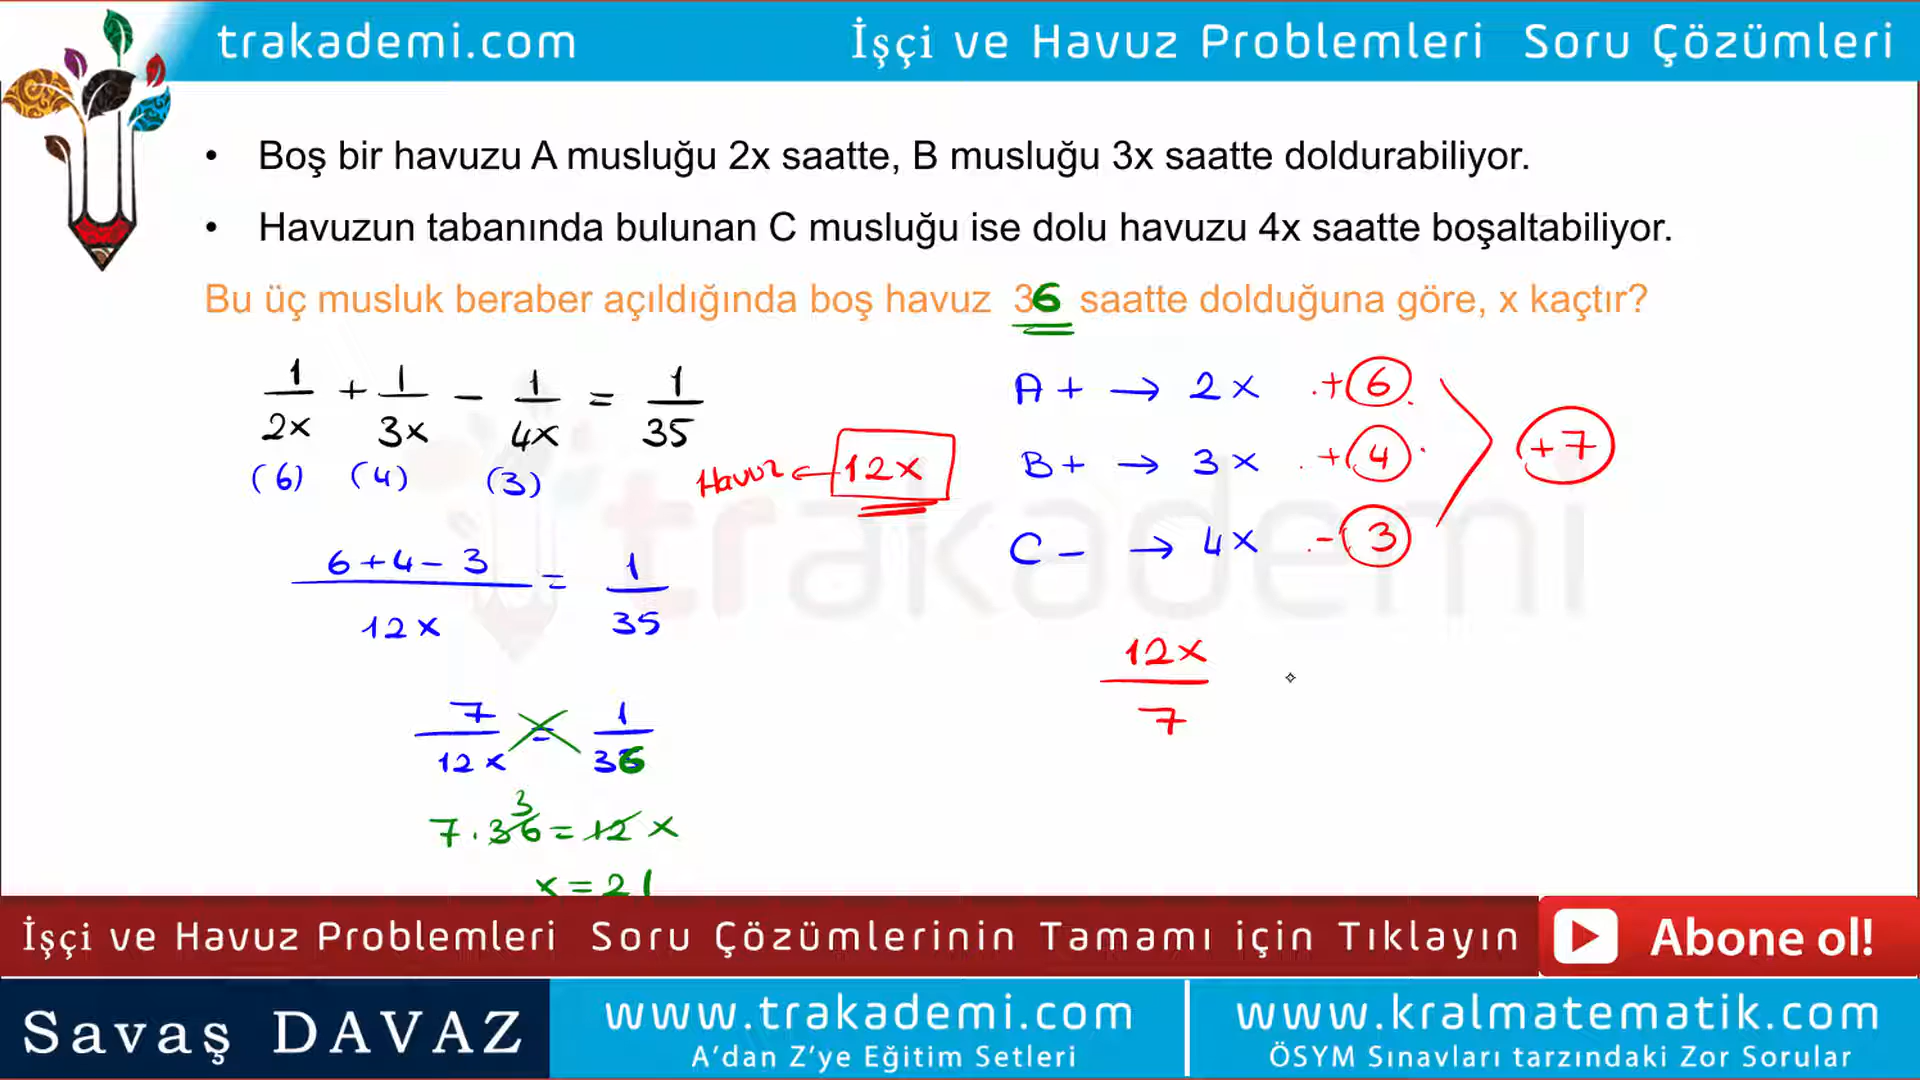 trakademi.com
İşçi ve Havuz Problemleri Soru Çözümleri
• Boş bir havuzu A musluğu 2x saatte, B musluğu 3x saatte doldurabiliyor.
• Havuzun tabanında bulunan C musluğu ise dolu havuzu 4x saatte boşaltabiliyor.
Bu üç musluk beraber açıldığında boş havuz 36 saatte dolduğuna göre, x kaçtır?
1/2x + 1/3x - 1/4x = 1/35
(6) (4) (3)
Havuz ← 12x
6+4-3/12x = 1/35
7/12x = 1/36
3
7.36 = 12x
x = 21
A + → 2x +6
B + → 3x +4
C - → 4x -3
+7
12x/7
trakademi
İşçi ve Havuz Problemleri Soru Çözümlerinin Tamamı için Tıklayın
Abone ol!
Savaş DAVAZ
www.trakademi.com
A'dan Z'ye Eğitim Setleri
www.kralmatematik.com
ÖSYM Sınavları tarzındaki Zor Sorular